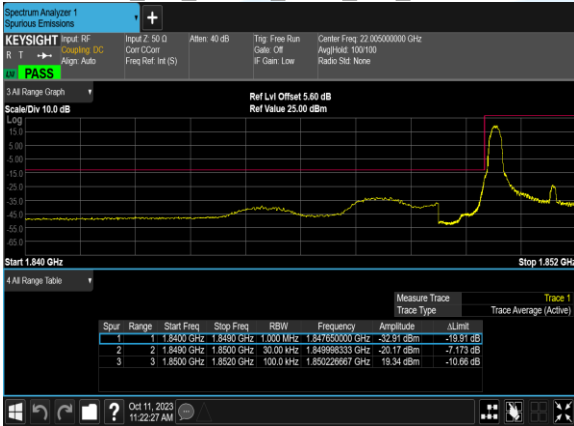 Spectrum Analyzer 1
Spurious Emissions
+
KEYSIGHT Input: RF Input Z: 50 Ω Atten: 40 dB Trig: Free Run Center Freq: 22.005000000 GHz
R T Coupling: DC Corr CCorr Gate: Off Avg|Hold: 100/100
Align: Auto Freq Ref: Int (S) IF Gain: Low Radio Std: None
PASS
3 All Range Graph
Ref Lvl Offset 5.60 dB
Scale/Div 10.0 dB Ref Value 25.00 dBm
Log
15.0
5.00
-5.00
-15.0
-25.0
-35.0
-45.0
-55.0
-65.0
Start 1.840 GHz Stop 1.852 GHz
4 All Range Table
Measure Trace Trace 1
Trace Type Trace Average (Active)
Spur Range Start Freq Stop Freq RBW Frequency Amplitude ΔLimit
1 1 1.8400 GHz 1.8490 GHz 1.000 MHz 1.847650000 GHz -32.91 dBm -19.91 dB
2 2 1.8490 GHz 1.8500 GHz 30.00 kHz 1.849998333 GHz -20.17 dBm -7.173 dB
3 3 1.8500 GHz 1.8520 GHz 100.0 kHz 1.850226667 GHz 19.34 dBm -10.66 dB
? Oct 11, 2023
11:22:27 AM